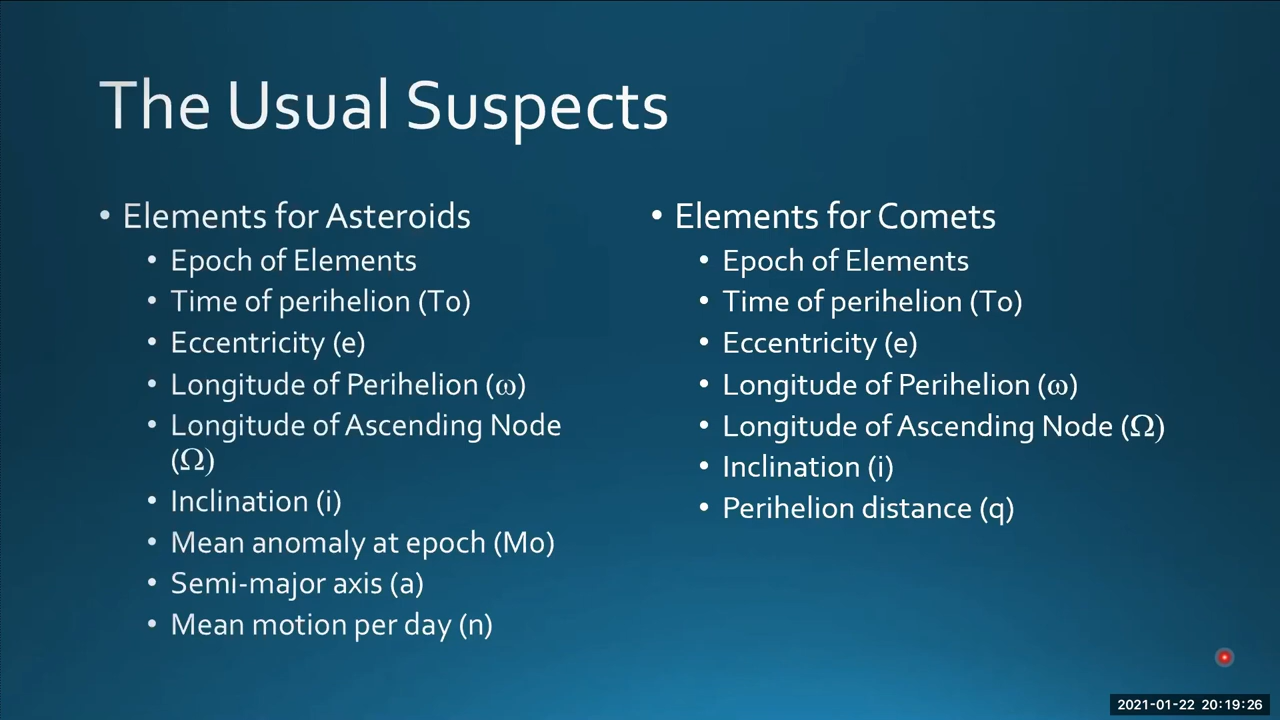 The Usual Suspects
• Elements for Asteroids
• Epoch of Elements
• Time of perihelion (To)
• Eccentricity (e)
• Longitude of Perihelion (ω)
• Longitude of Ascending Node
(Ω)
• Inclination (i)
• Mean anomaly at epoch (Mo)
• Semi-major axis (a)
• Mean motion per day (n)
• Elements for Comets
• Epoch of Elements
• Time of perihelion (To)
• Eccentricity (e)
• Longitude of Perihelion (ω)
• Longitude of Ascending Node (Ω)
• Inclination (i)
• Perihelion distance (q)
2021-01-22 20:19:26